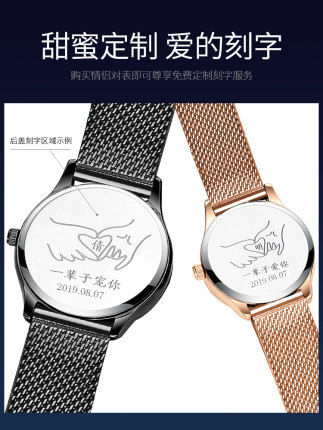 甜蜜定制 爱的刻字
购买情侣对表即可尊享免费定制刻字服务
后盖刻字区域示例
一辈子宠你
2019.08.07
一辈子爱你
2019.08.07